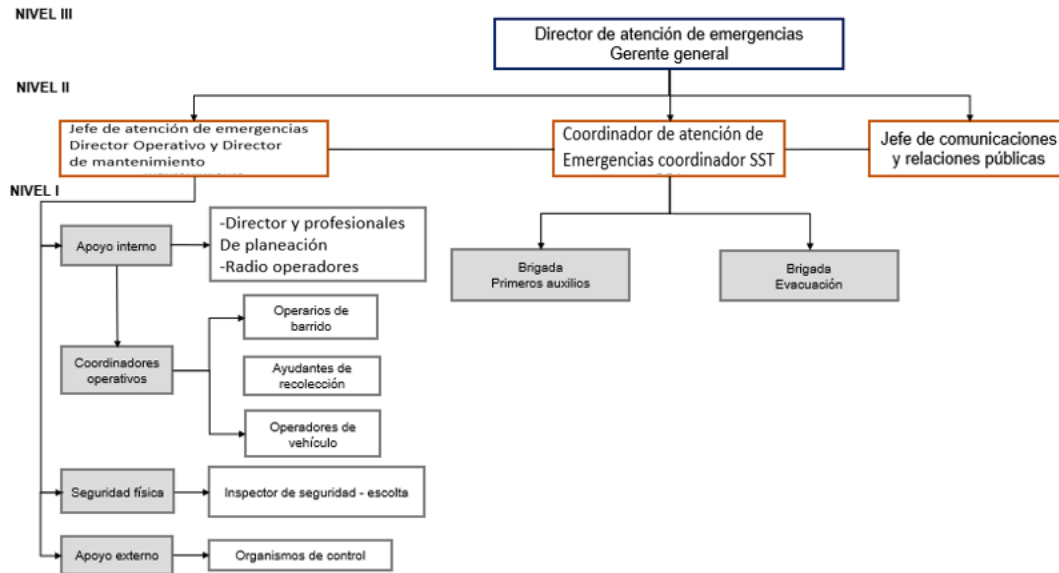 NIVEL III
Director de atención de emergencias
Gerente general
NIVEL II
Jefe de atención de emergencias
Director Operativo y Director
de mantenimiento
Coordinador de atención de
Emergencias coordinador SST
Jefe de comunicaciones
y relaciones públicas
NIVEL I
Apoyo interno
-Director y profesionales
De planeación
-Radio operadores
Brigada
Primeros auxilios
Brigada
Evacuación
Coordinadores
operativos
Operarios de
barrido
Ayudantes de
recolección
Operadores de
vehículo
Seguridad física
Inspector de seguridad - escolta
Apoyo externo
Organismos de control